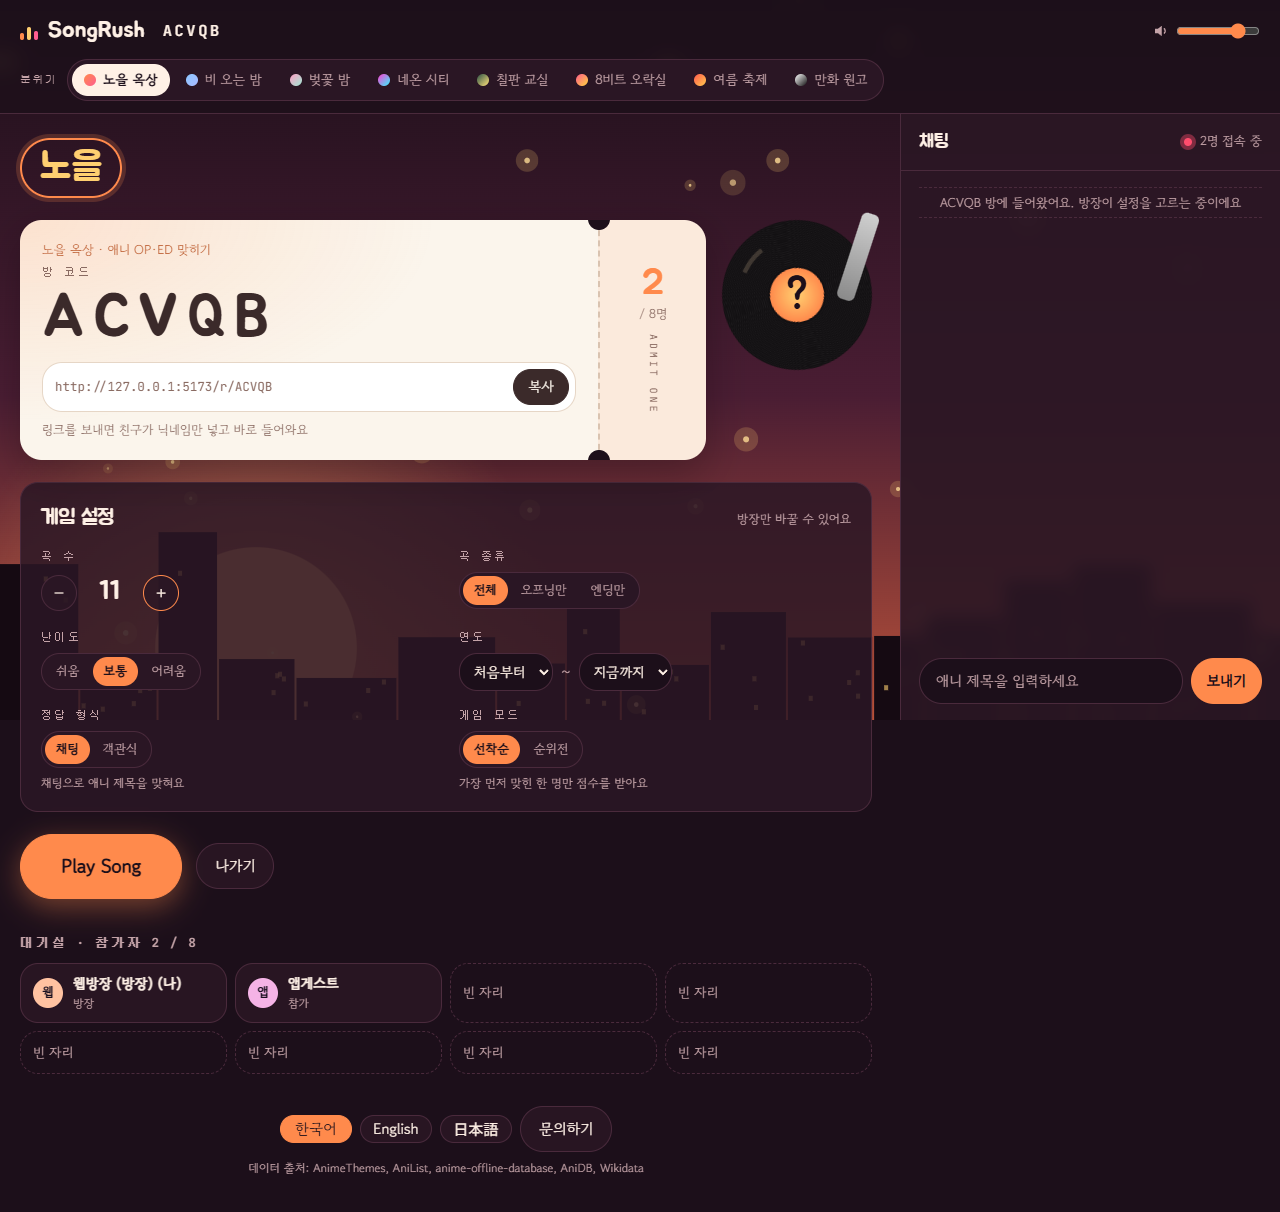 SongRush ACVQB
분위기 노을 옥상 비 오는 밤 벚꽃 밤 네온 시티 칠판 교실 8비트 오락실 여름 축제 만화 원고
노을
채팅 2명 접속 중
ACVQB 방에 들어왔어요. 방장이 설정을 고르는 중이에요
노을 옥상 · 애니 OP·ED 맞히기
방 코드
ACVQB
http://127.0.0.1:5173/r/ACVQB 복사
링크를 보내면 친구가 닉네임만 넣고 바로 들어와요
2
/ 8명
ADMIT ONE
?
게임 설정 방장만 바꿀 수 있어요
곡 수
− 11 +
곡 종류
전체 오프닝만 엔딩만
난이도
쉬움 보통 어려움
연도
처음부터 ~ 지금까지
정답 형식
채팅 객관식
채팅으로 애니 제목을 맞혀요
게임 모드
선착순 순위전
가장 먼저 맞힌 한 명만 점수를 받아요
애니 제목을 입력하세요 보내기
Play Song 나가기
대기실 · 참가자 2 / 8
웹 웹방장 (방장) (나)
방장
앱 앱게스트
참가
빈 자리 빈 자리
빈 자리 빈 자리 빈 자리 빈 자리
한국어 English 日本語 문의하기
데이터 출처: AnimeThemes, AniList, anime-offline-database, AniDB, Wikidata